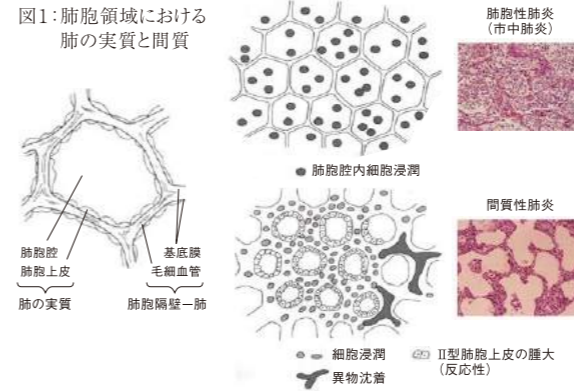 図1:肺胞領域における
肺の実質と間質
肺胞腔
肺胞上皮
肺の実質
基底膜
毛細血管
肺胞隔壁ー肺
肺胞腔内細胞浸潤
肺胞性肺炎
(市中肺炎)
間質性肺炎
細胞浸潤
異物沈着
II型肺胞上皮の腫大
(反応性)